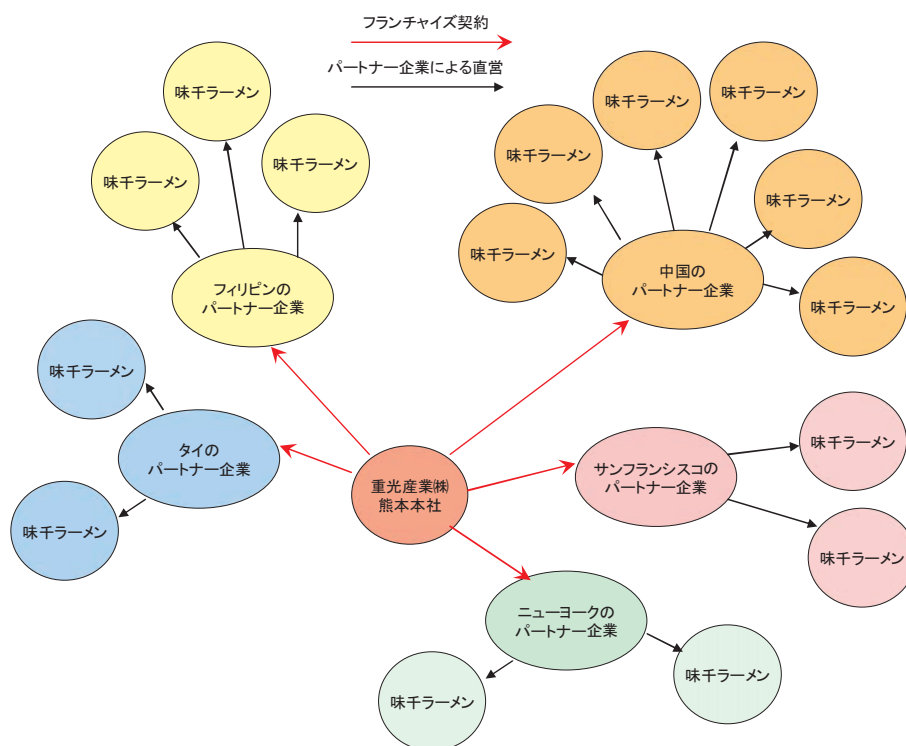 フランチャイズ契約
パートナー企業による直営
味千ラーメン
味千ラーメン
味千ラーメン
フィリピンの
パートナー企業
味千ラーメン
味千ラーメン
味千ラーメン
味千ラーメン
味千ラーメン
味千ラーメン
中国の
パートナー企業
味千ラーメン
タイの
パートナー企業
味千ラーメン
重光産業㈱
熊本本社
サンフランシスコの
パートナー企業
味千ラーメン
味千ラーメン
ニューヨークの
パートナー企業
味千ラーメン
味千ラーメン